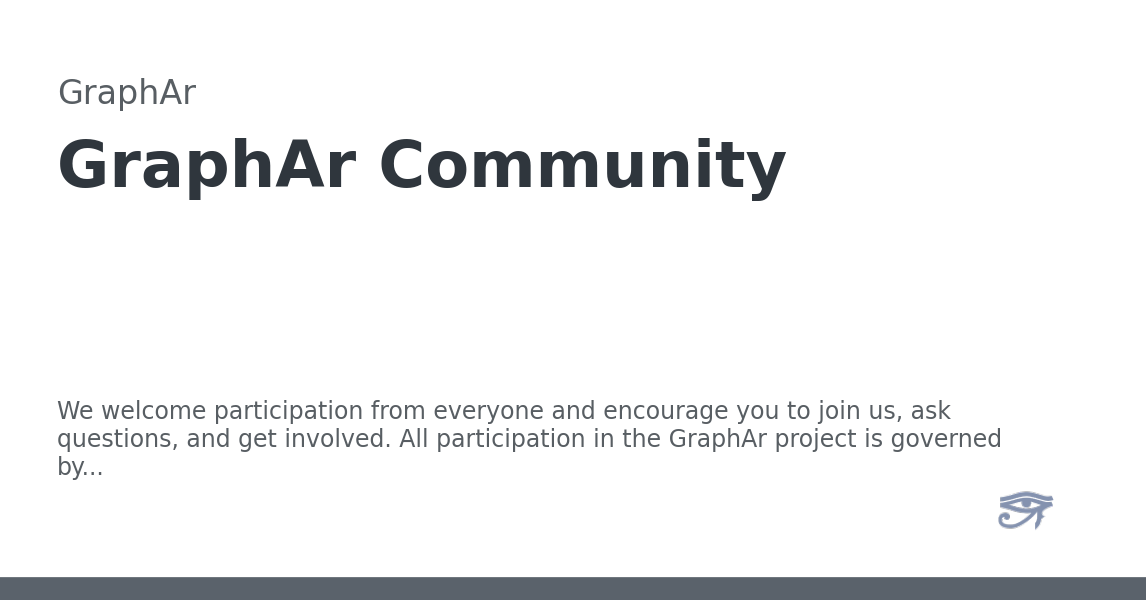 GraphAr
GraphAr Community
We welcome participation from everyone and encourage you to join us, ask
questions, and get involved. All participation in the GraphAr project is governed
by...